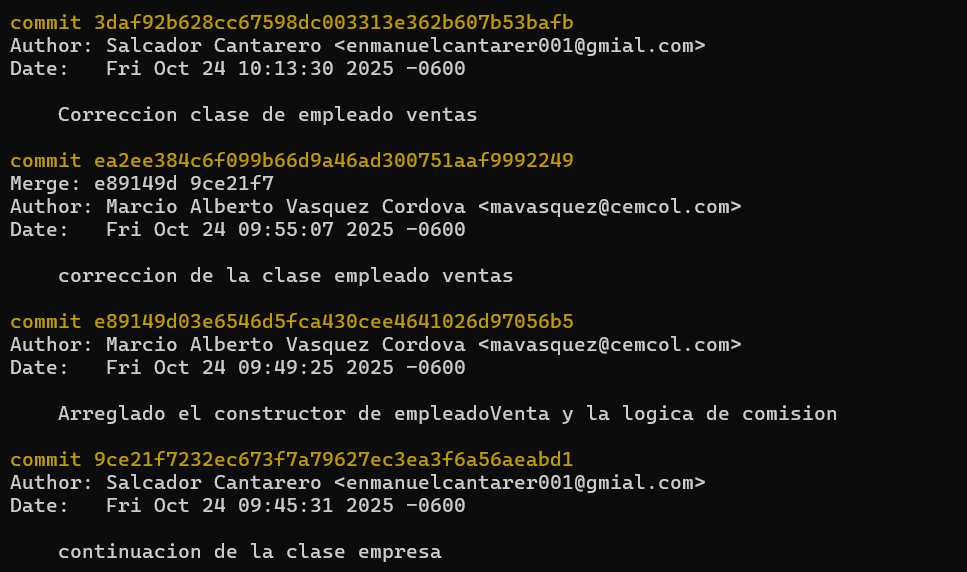 commit 3daf92b628cc67598dc003313e362b607b53bafb
Author: Salcador Cantarero <enmanuelcantarer001@gmial.com>
Date:   Fri Oct 24 10:13:30 2025 -0600
Correccion clase de empleado ventas
commit ea2ee384c6f099b66d9a46ad300751aaf9992249
Merge: e89149d 9ce21f7
Author: Marcio Alberto Vasquez Cordova <mavasquez@cemcol.com>
Date:   Fri Oct 24 09:55:07 2025 -0600
correccion de la clase empleado ventas
commit e89149d03e6546d5fca430cee4641026d97056b5
Author: Marcio Alberto Vasquez Cordova <mavasquez@cemcol.com>
Date:   Fri Oct 24 09:49:25 2025 -0600
Arreglado el constructor de empleadoVenta y la logica de comision
commit 9ce21f7232ec673f7a79627ec3ea3f6a56aeabd1
Author: Salcador Cantarero <enmanuelcantarer001@gmial.com>
Date:   Fri Oct 24 09:45:31 2025 -0600
continuacion de la clase empresa